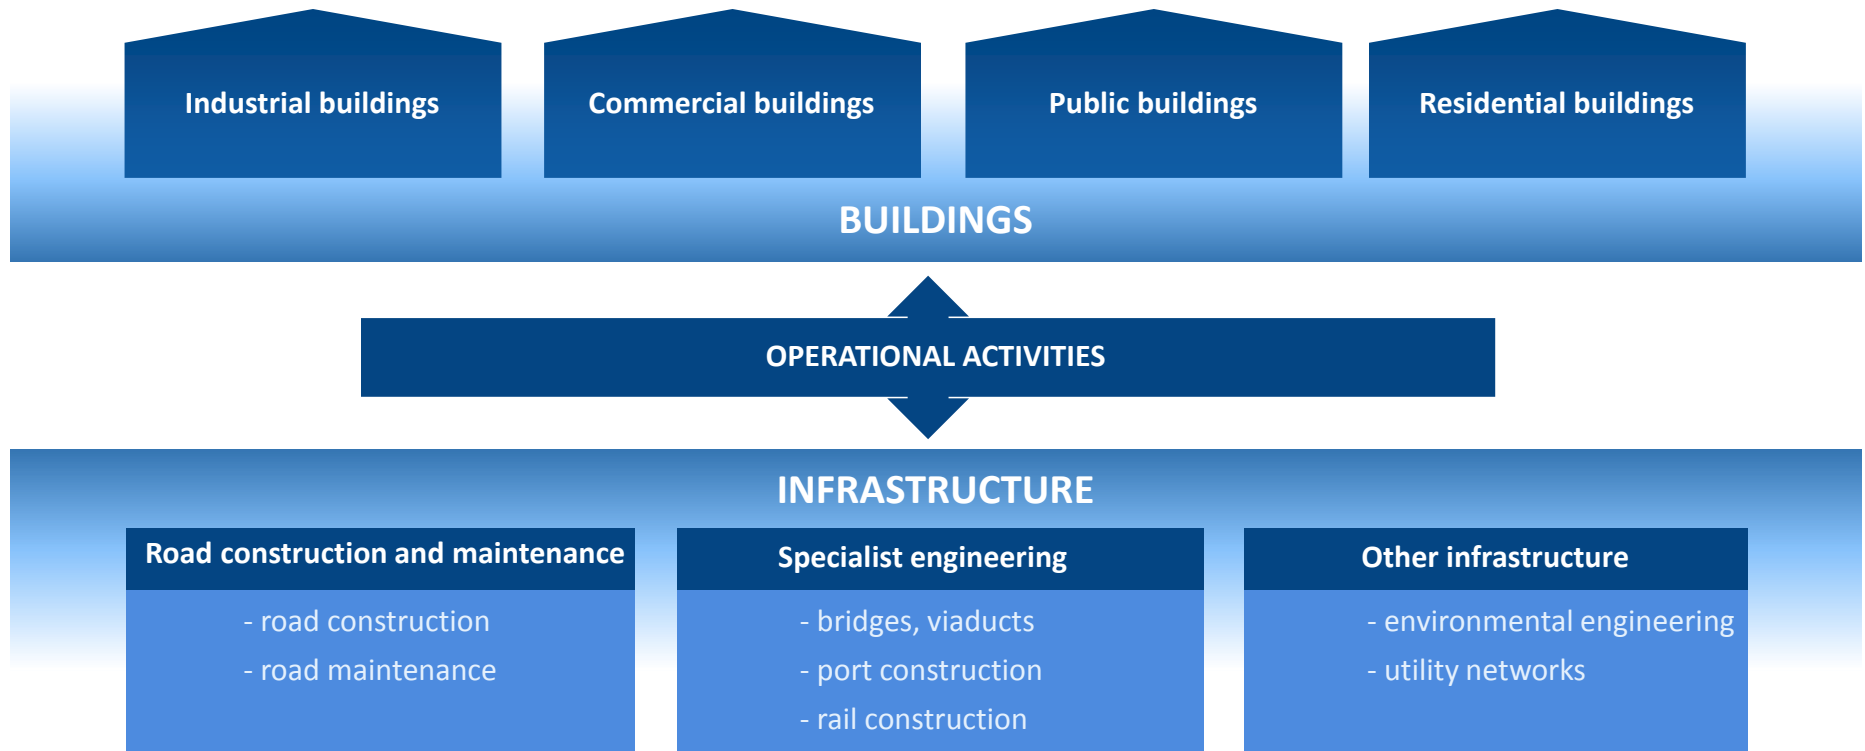 Industrial buildings
Commercial buildings
Public buildings
Residential buildings
BUILDINGS
OPERATIONAL ACTIVITIES
INFRASTRUCTURE
Road construction and maintenance
- road construction
- road maintenance
Specialist engineering
- bridges, viaducts
- port construction
- rail construction
Other infrastructure
- environmental engineering
- utility networks